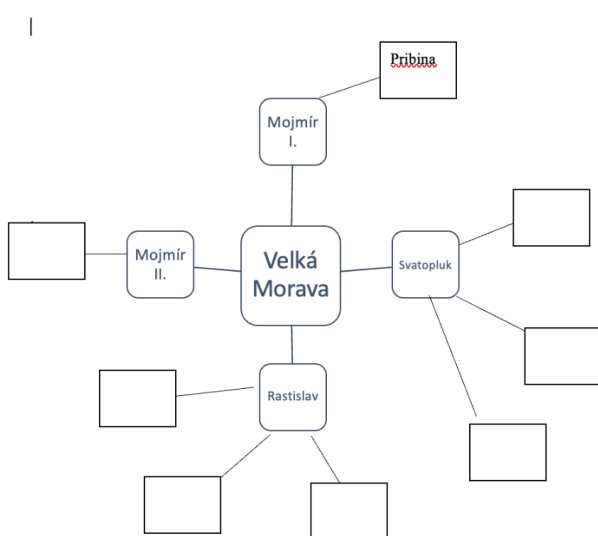 Pribina
Mojmír
I.
Mojmír
II.
Velká
Morava
Svatopluk
Rastislav